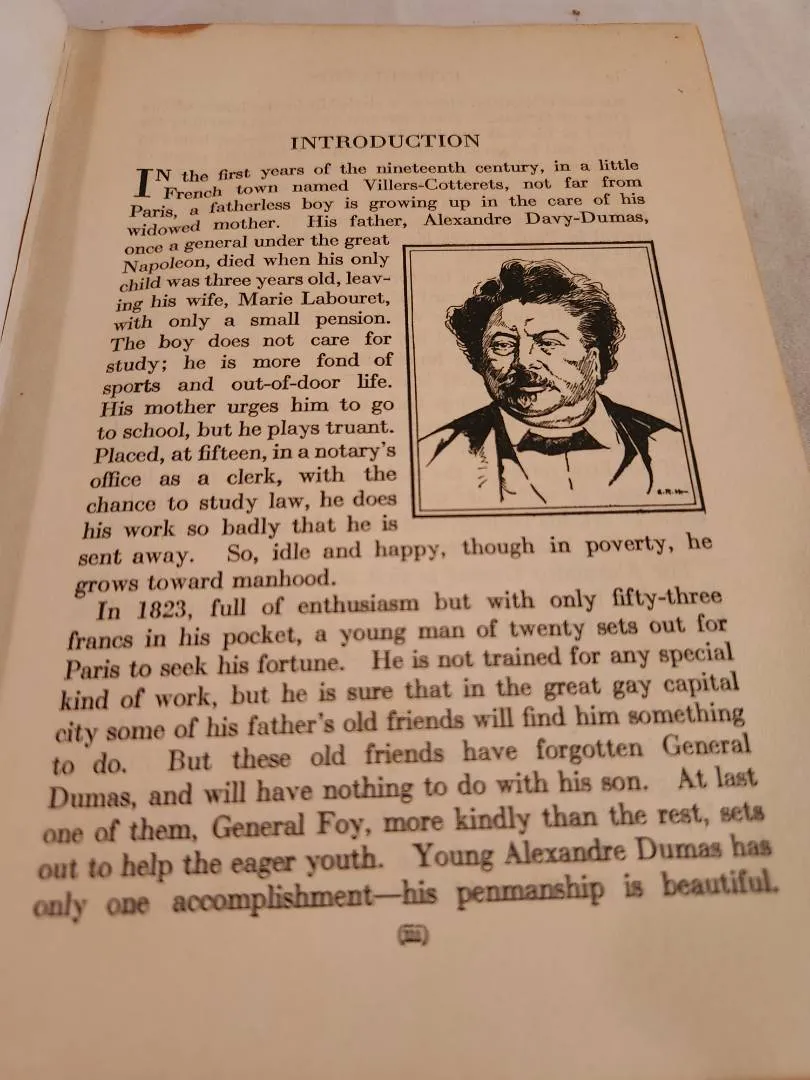 INTRODUCTION
IN the first years of the nineteenth century, in a little
French town named Villers-Cotterets, not far from
Paris, a fatherless boy is growing up in the care of his
widowed mother. His father, Alexandre Davy-Dumas,
once a general under the great
Napoleon, died when his only
child was three years old, leav-
ing his wife, Marie Labouret,
with only a small pension.
The boy does not care for
study; he is more fond of
sports and out-of-door life.
His mother urges him to go
to school, but he plays truant.
Placed, at fifteen, in a notary's
office as a clerk, with the
chance to study law, he does
his work so badly that he is
sent away. So, idle and happy, though in poverty, he
grows toward manhood.
In 1823, full of enthusiasm but with only fifty-three
francs in his pocket, a young man of twenty sets out for
Paris to seek his fortune. He is not trained for any special
kind of work, but he is sure that in the great gay capital
city some of his father's old friends will find him something
to do. But these old friends have forgotten General
Dumas, and will have nothing to do with his son. At last
one of them, General Foy, more kindly than the rest, sets
out to help the eager youth. Young Alexandre Dumas has
only one accomplishment—his penmanship is beautiful.
(iii)